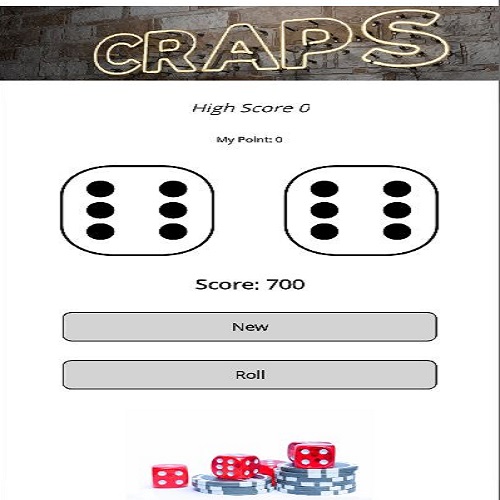 CRAPS
High Score 0
My Point: 0
Score: 700
New
Roll